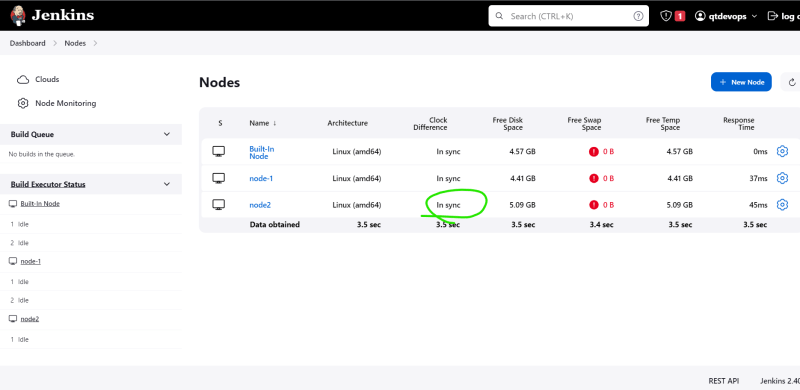 Jenkins
Search (CTRL+K)
1
qtdevops
log o
Dashboard > Nodes >
Clouds
Node Monitoring
Build Queue
No builds in the queue.
Build Executor Status
Built-In Node
1 Idle
2 Idle
node-1
1 Idle
2 Idle
node2
1 Idle
Nodes
+ New Node
S Name ↓ Architecture Clock Difference Free Disk Space Free Swap Space Free Temp Space Response Time
Built-In Node Linux (amd64) In sync 4.57 GB 0 B 4.57 GB 0ms
node-1 Linux (amd64) In sync 4.41 GB 0 B 4.41 GB 37ms
node2 Linux (amd64) In sync 5.09 GB 0 B 5.09 GB 45ms
Data obtained 3.5 sec 3.5 sec 3.5 sec 3.4 sec 3.5 sec 3.5 sec
REST API Jenkins 2.40